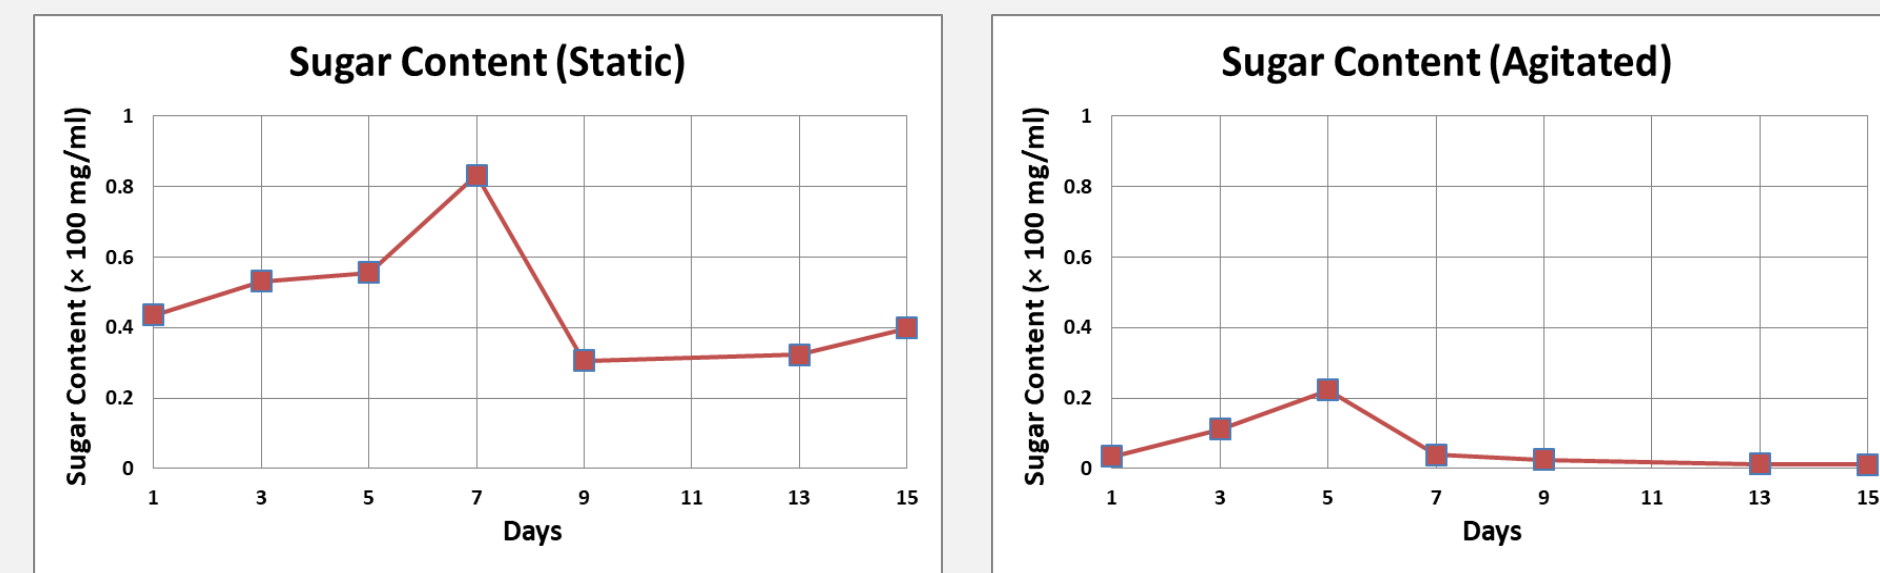 Sugar Content (Static)
Sugar Content (× 100 mg/ml)
1
0.8
0.6
0.4
0.2
0
1 3 5 7 9 11 13 15
Days
Sugar Content (Agitated)
Sugar Content (× 100 mg/ml)
1
0.8
0.6
0.4
0.2
0
1 3 5 7 9 11 13 15
Days